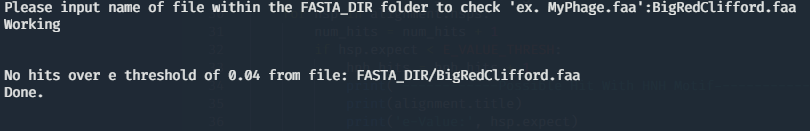 Please input name of file within the FASTA_DIR folder to check 'ex. MyPhage.faa':BigRedClifford.faa
Working
No hits over e threshold of 0.04 from file: FASTA_DIR/BigRedClifford.faa
Done.